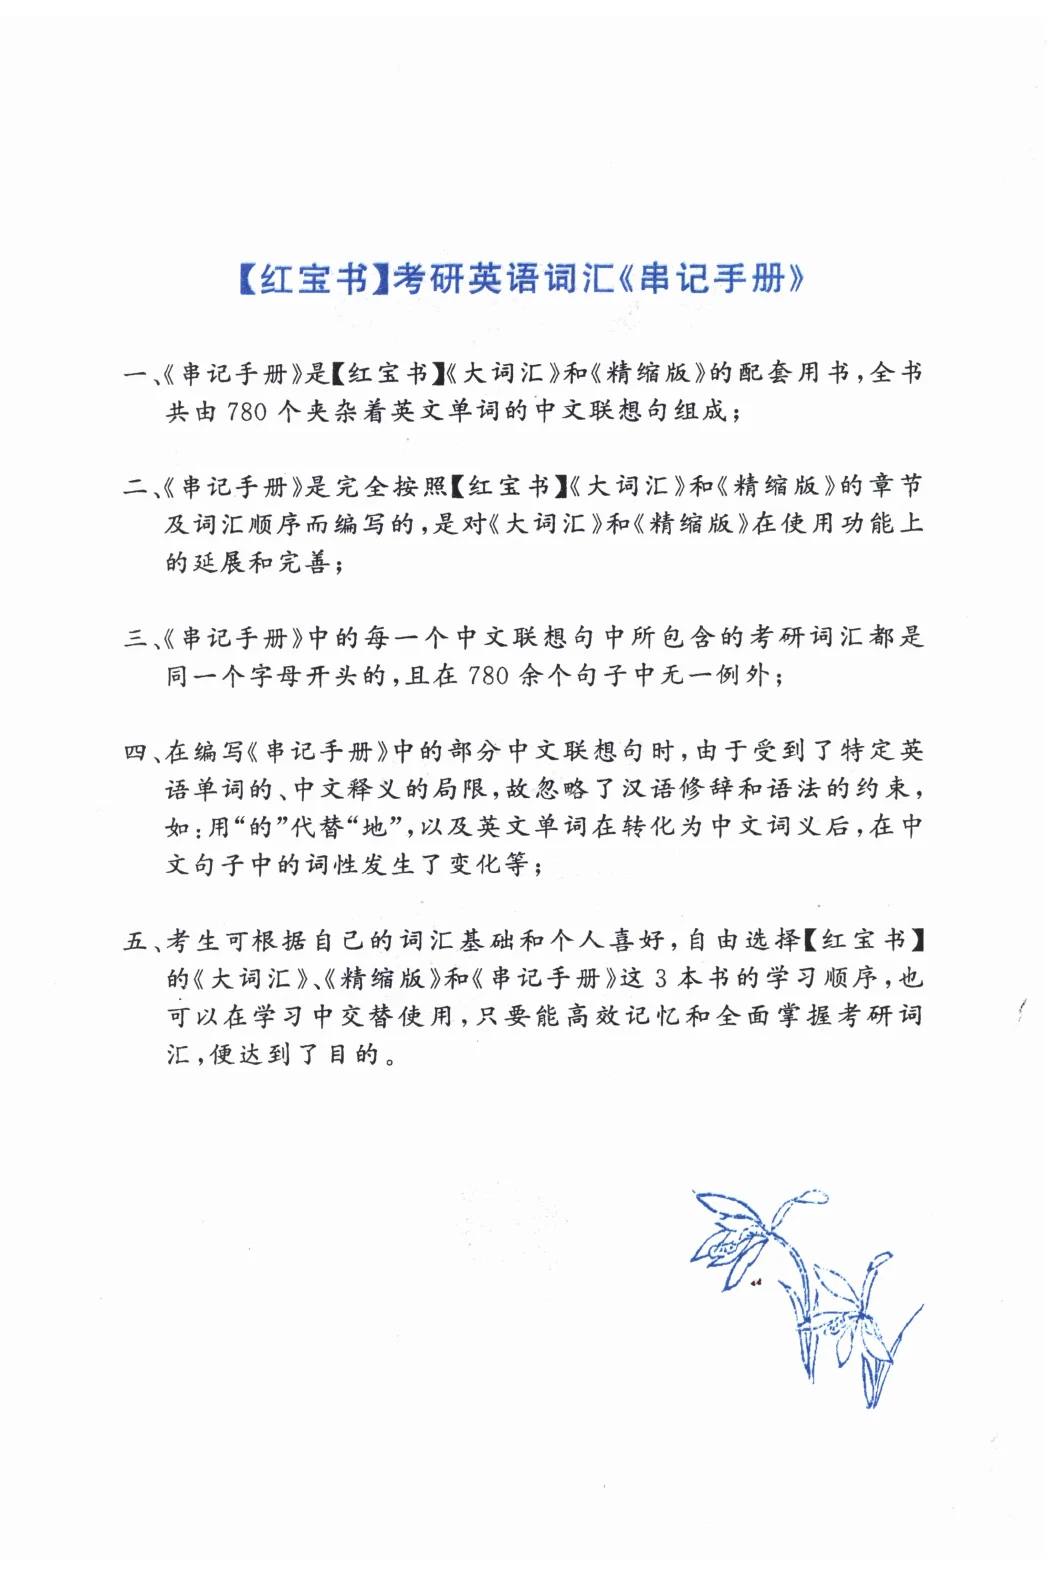 【红宝书】考研英语词汇《串记手册》
一、《串记手册》是【红宝书】《大词汇》和《精缩版》的配套用书，全书
共由 780 个夹杂着英文单词的中文联想句组成；
二、《串记手册》是完全按照【红宝书】《大词汇》和《精缩版》的章节
及词汇顺序而编写的，是对《大词汇》和《精缩版》在使用功能上
的延展和完善；
三、《串记手册》中的每一个中文联想句中所包含的考研词汇都是
同一个字母开头的，且在 780 余个句子中无一例外；
四、在编写《串记手册》中的部分中文联想句时，由于受到了特定英
语单词的、中文释义的局限，故忽略了汉语修辞和语法的约束，
如：用“的”代替“地”，以及英文单词在转化为中文词义后，在中
文句子中的词性发生了变化等；
五、考生可根据自己的词汇基础和个人喜好，自由选择【红宝书】
的《大词汇》、《精缩版》和《串记手册》这 3 本书的学习顺序，也
可以在学习中交替使用，只要能高效记忆和全面掌握考研词
汇，便达到了目的。